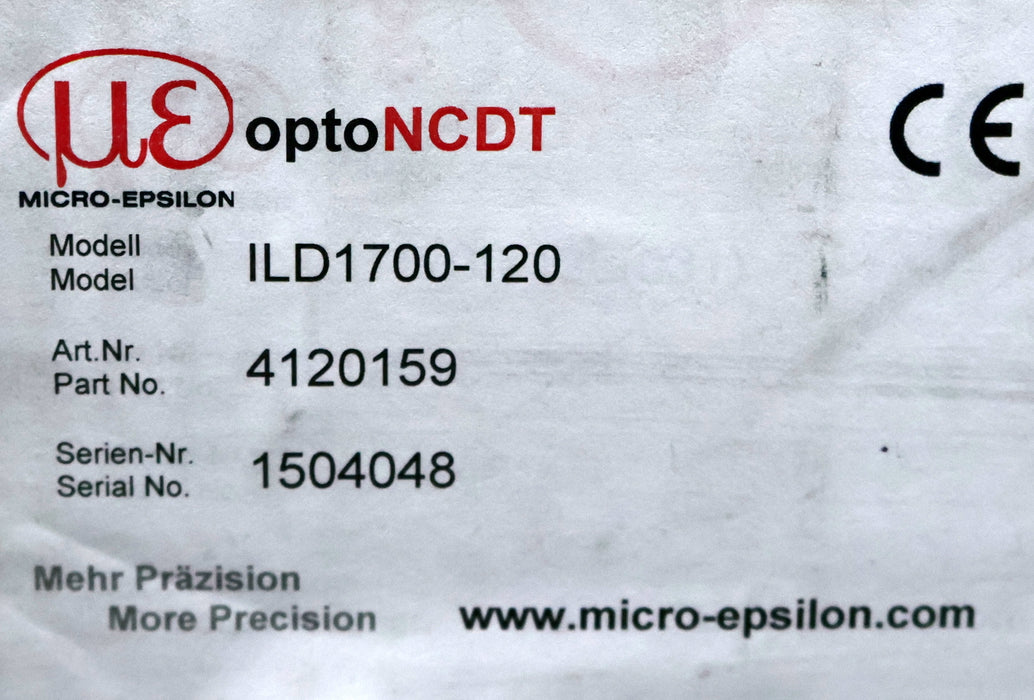 µε optoNCDT CE
MICRO-EPSILON
Modell
Model ILD1700-120
Art.Nr.
Part No. 4120159
Serien-Nr.
Serial No. 1504048
Mehr Präzision
More Precision www.micro-epsilon.com